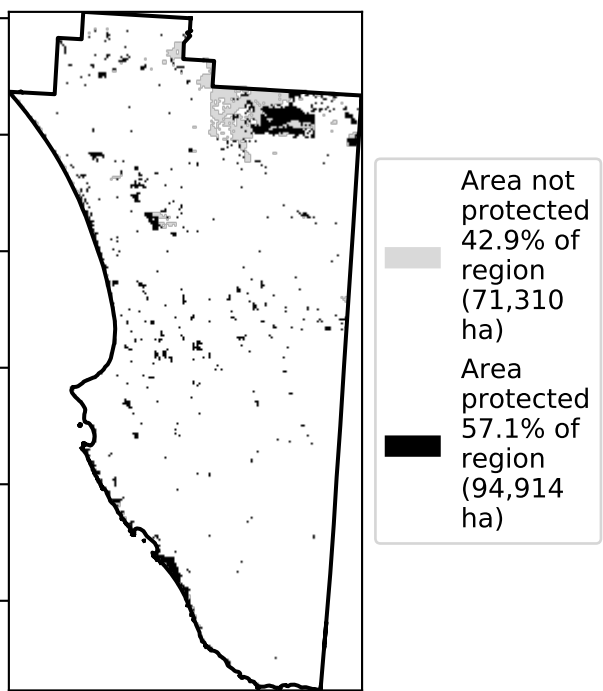 Area not
protected
42.9% of
region
(71,310
ha)
Area
protected
57.1% of
region
(94,914
ha)